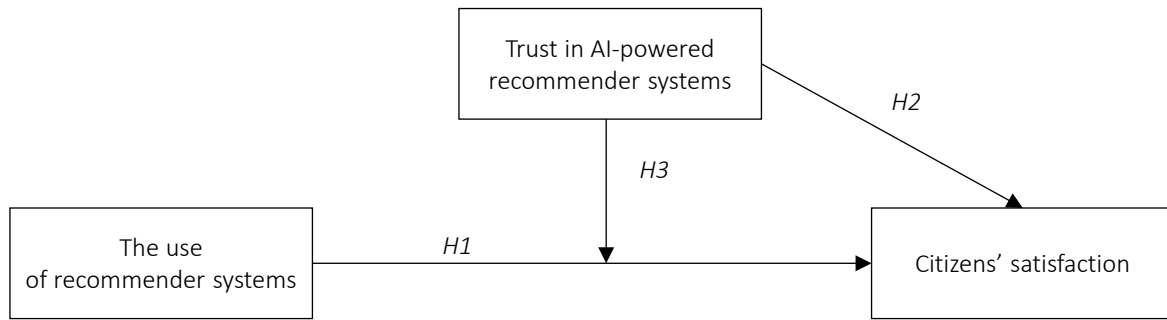 Trust in AI-powered
recommender systems
H2
H3
The use
of recommender systems
H1
Citizens’ satisfaction